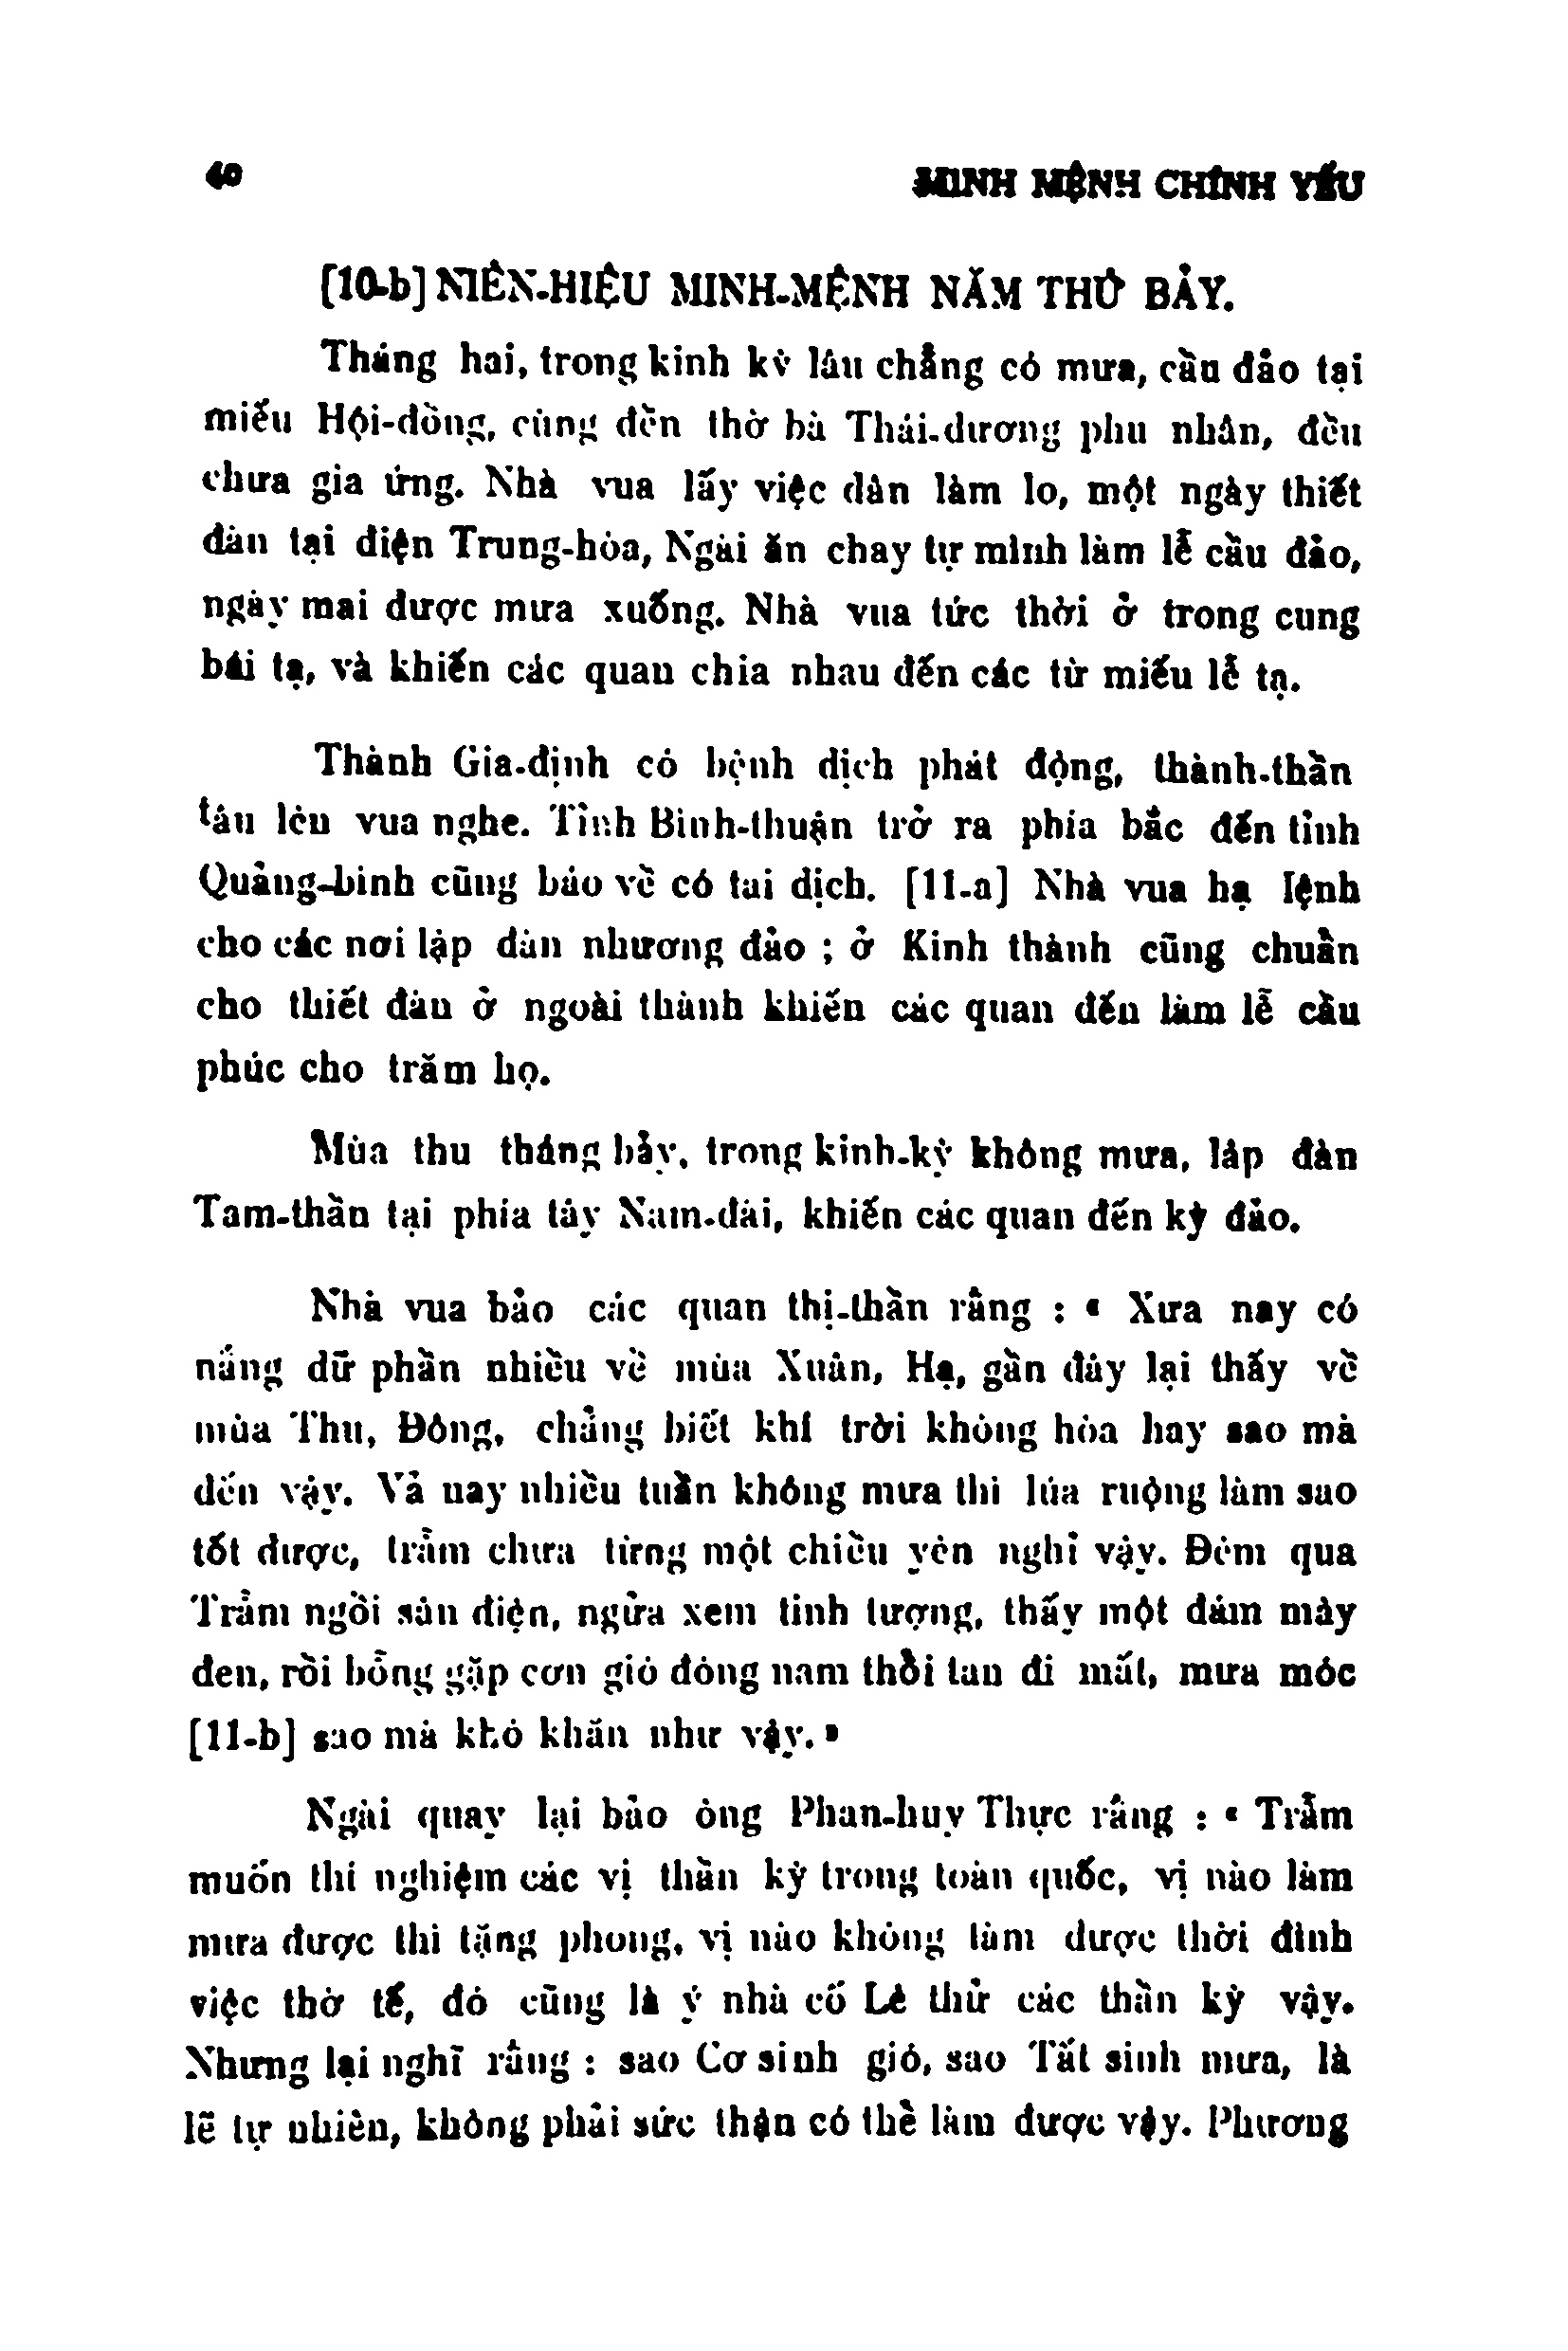 40
MINH MỆNH CHÍNH YẾU
[10-b] NIÊN-HIỆU MINH-MỆNH NĂM THỨ BẢY.
Tháng hai, trong kinh kỳ lâu chẳng có mưa, cầu đảo tại
miếu Hội-đồng, cùng đền thờ bà Thái-dương phu nhân, đều
chưa gia ứng. Nhà vua lấy việc dân làm lo, một ngày thiết
đàn tại điện Trung-hòa, Ngài ăn chay tự mình làm lễ cầu đảo,
ngày mai được mưa xuống. Nhà vua tức thời ở trong cung
bái tạ, và khiến các quan chia nhau đến các từ miếu lễ tạ.
Thành Gia-định có bệnh dịch phát động, thành-thần
tâu lên vua nghe. Tỉnh Bình-thuận trở ra phía bắc đến tỉnh
Quảng-bình cũng báo về có tai dịch. [11-a] Nhà vua hạ lệnh
cho các nơi lập đàn nhương đảo ; ở Kinh thành cũng chuẩn
cho thiết đàn ở ngoài thành khiến các quan đến làm lễ cầu
phúc cho trăm họ.
Mùa thu tháng bảy, trong kinh-kỳ không mưa, lập đàn
Tam-thần tại phía tây Nam-đài, khiến các quan đến kỳ đảo.
Nhà vua bảo các quan thị-thần rằng : « Xưa nay có
nắng dữ phần nhiều về mùa Xuân, Hạ, gần đây lại thấy về
mùa Thu, Đông, chẳng biết khí trời không hòa hay sao mà
đến vậy. Vả nay nhiều tuần không mưa thì lúa ruộng làm sao
tốt được, trẫm chưa từng một chiều yên nghỉ vậy. Đêm qua
Trẫm ngồi sân điện, ngửa xem tinh tượng, thấy một đám mây
đen, rồi bỗng gặp cơn gió đông nam thổi tan đi mất, mưa móc
[11-b] sao mà khó khăn như vậy. »
Ngài quay lại bảo ông Phan-huy Thực rằng : « Trẫm
muốn thí nghiệm các vị thần kỳ trong toàn quốc, vị nào làm
mưa được thì tặng phong, vị nào không làm được thời đình
việc thờ tế, đó cũng là ý nhà cố Lê thử các thần kỳ vậy.
Nhưng lại nghĩ rằng : sao Cơ sinh gió, sao Tất sinh mưa, là
lẽ tự nhiên, không phải sức thần có thể làm được vậy. Phương